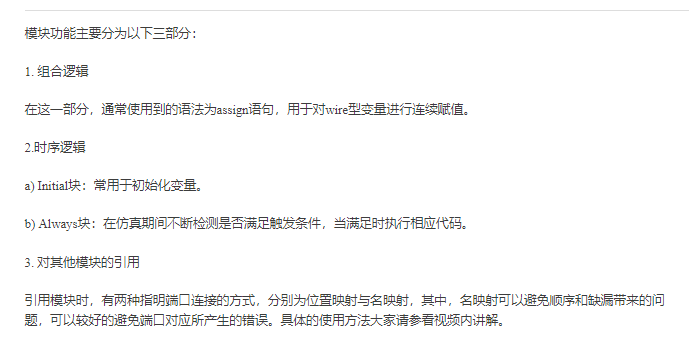 模块功能主要分为以下三部分：
1. 组合逻辑
在这一部分，通常使用到的语法为assign语句，用于对wire型变量进行连续赋值。
2.时序逻辑
a) Initial块：常用于初始化变量。
b) Always块：在仿真期间不断检测是否满足触发条件，当满足时执行相应代码。
3. 对其他模块的引用
引用模块时，有两种指明端口连接的方式，分别为位置映射与名映射，其中，名映射可以避免顺序和缺漏带来的问
题，可以较好的避免端口对应所产生的错误。具体的使用方法大家请参看视频内讲解。